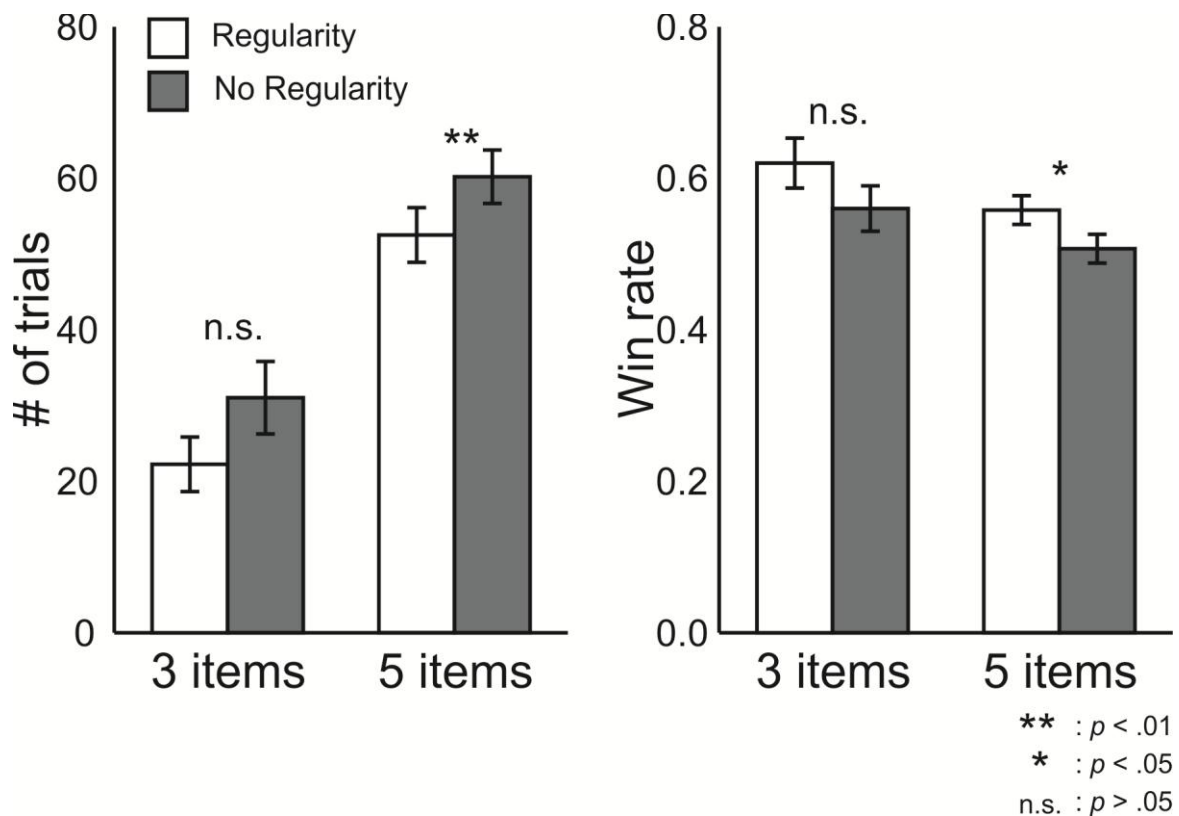 80
Regularity
No Regularity
**
60
n.s.
40
20
0
# of trials
3 items 5 items
0.8
n.s.
*
0.6
0.4
0.2
0.0
Win rate
3 items 5 items
** : p < .01
* : p < .05
n.s. : p > .05